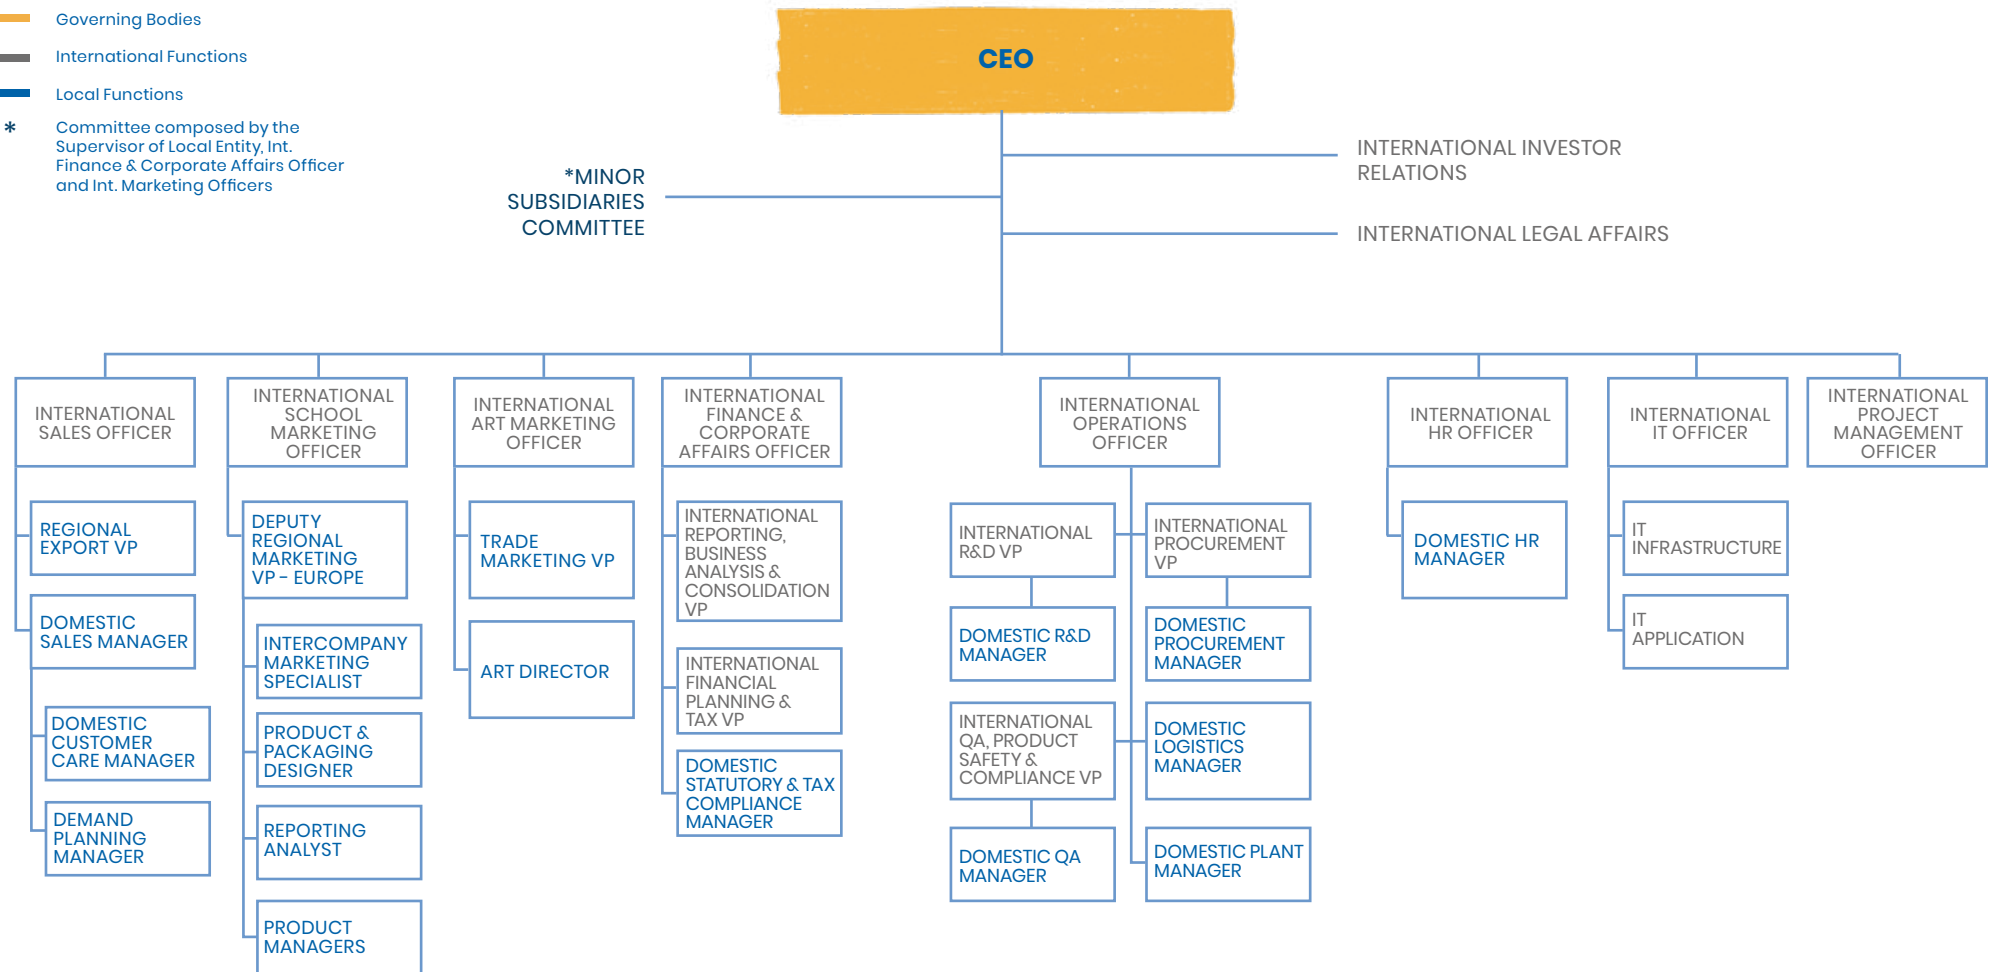 Governing Bodies
International Functions
Local Functions
*
Committee composed by the
Supervisor of Local Entity, Int.
Finance & Corporate Affairs Officer
and Int. Marketing Officers
CEO
*MINOR
SUBSIDIARIES
COMMITTEE
INTERNATIONAL INVESTOR
RELATIONS
INTERNATIONAL LEGAL AFFAIRS
INTERNATIONAL
SALES OFFICER
REGIONAL
EXPORT VP
DOMESTIC
SALES MANAGER
DOMESTIC
CUSTOMER
CARE MANAGER
DEMAND
PLANNING
MANAGER
INTERNATIONAL
SCHOOL
MARKETING
OFFICER
DEPUTY
REGIONAL
MARKETING
VP - EUROPE
INTERCOMPANY
MARKETING
SPECIALIST
PRODUCT &
PACKAGING
DESIGNER
REPORTING
ANALYST
PRODUCT
MANAGERS
INTERNATIONAL
ART MARKETING
OFFICER
TRADE
MARKETING VP
ART DIRECTOR
INTERNATIONAL
FINANCE &
CORPORATE
AFFAIRS OFFICER
INTERNATIONAL
REPORTING,
BUSINESS
ANALYSIS &
CONSOLIDATION
VP
INTERNATIONAL
FINANCIAL
PLANNING &
TAX VP
DOMESTIC
STATUTORY & TAX
COMPLIANCE
MANAGER
INTERNATIONAL
OPERATIONS
OFFICER
INTERNATIONAL
R&D VP
DOMESTIC R&D
MANAGER
INTERNATIONAL
QA, PRODUCT
SAFETY &
COMPLIANCE VP
DOMESTIC QA
MANAGER
INTERNATIONAL
PROCUREMENT
VP
DOMESTIC
PROCUREMENT
MANAGER
DOMESTIC
LOGISTICS
MANAGER
DOMESTIC PLANT
MANAGER
INTERNATIONAL
HR OFFICER
DOMESTIC HR
MANAGER
INTERNATIONAL
IT OFFICER
IT
INFRASTRUCTURE
IT
APPLICATION
INTERNATIONAL
PROJECT
MANAGEMENT
OFFICER